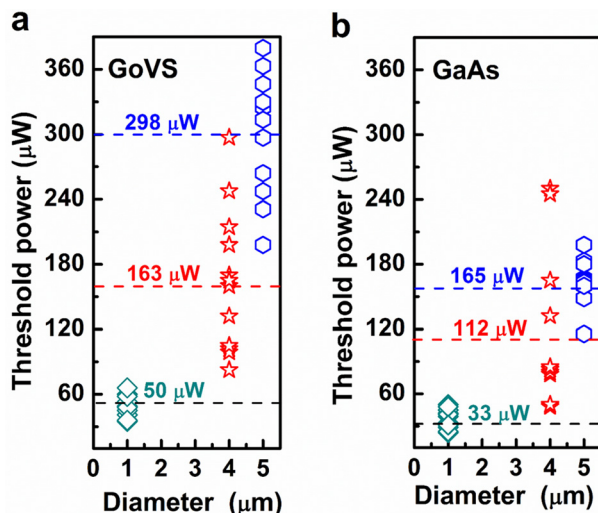 a
GoVS
360
300
240
180
120
60
298 µW
163 µW
50 µW
Threshold power (µW)
0 1 2 3 4 5
Diameter (µm)
b
GaAs
360
300
240
180
120
60
165 µW
112 µW
33 µW
Threshold power (µW)
0 1 2 3 4 5
Diameter (µm)